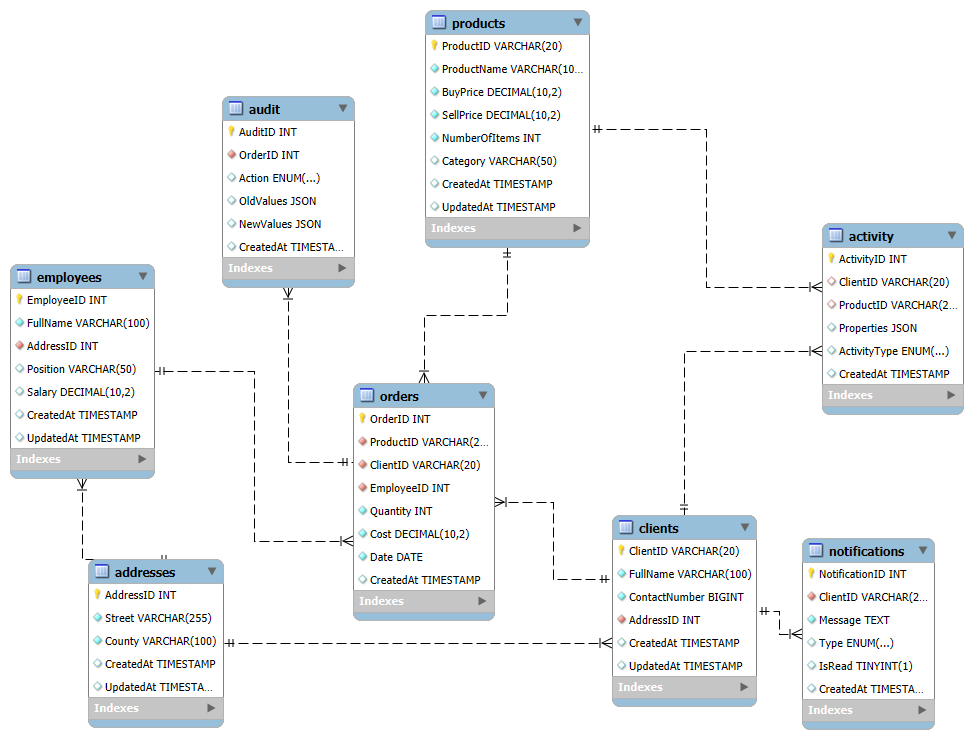 products
ProductID VARCHAR(20)
ProductName VARCHAR(10...
BuyPrice DECIMAL(10,2)
SellPrice DECIMAL(10,2)
NumberOfItems INT
Category VARCHAR(50)
CreatedAt TIMESTAMP
UpdatedAt TIMESTAMP
Indexes
audit
AuditID INT
OrderID INT
Action ENUM(...)
OldValues JSON
NewValues JSON
CreatedAt TIMESTA...
Indexes
activity
ActivityID INT
ClientID VARCHAR(20)
ProductID VARCHAR(2...
Properties JSON
ActivityType ENUM(...)
CreatedAt TIMESTAMP
Indexes
employees
EmployeeID INT
FullName VARCHAR(100)
AddressID INT
Position VARCHAR(50)
Salary DECIMAL(10,2)
CreatedAt TIMESTAMP
UpdatedAt TIMESTAMP
Indexes
orders
OrderID INT
ProductID VARCHAR(2...
ClientID VARCHAR(20)
EmployeeID INT
Quantity INT
Cost DECIMAL(10,2)
Date DATE
CreatedAt TIMESTAMP
Indexes
clients
ClientID VARCHAR(20)
FullName VARCHAR(100)
ContactNumber BIGINT
AddressID INT
CreatedAt TIMESTAMP
UpdatedAt TIMESTAMP
Indexes
notifications
NotificationID INT
ClientID VARCHAR(2...
Message TEXT
Type ENUM(...)
IsRead TINYINT(1)
CreatedAt TIMESTA...
Indexes
addresses
AddressID INT
Street VARCHAR(255)
County VARCHAR(100)
CreatedAt TIMESTAMP
UpdatedAt TIMESTA...
Indexes